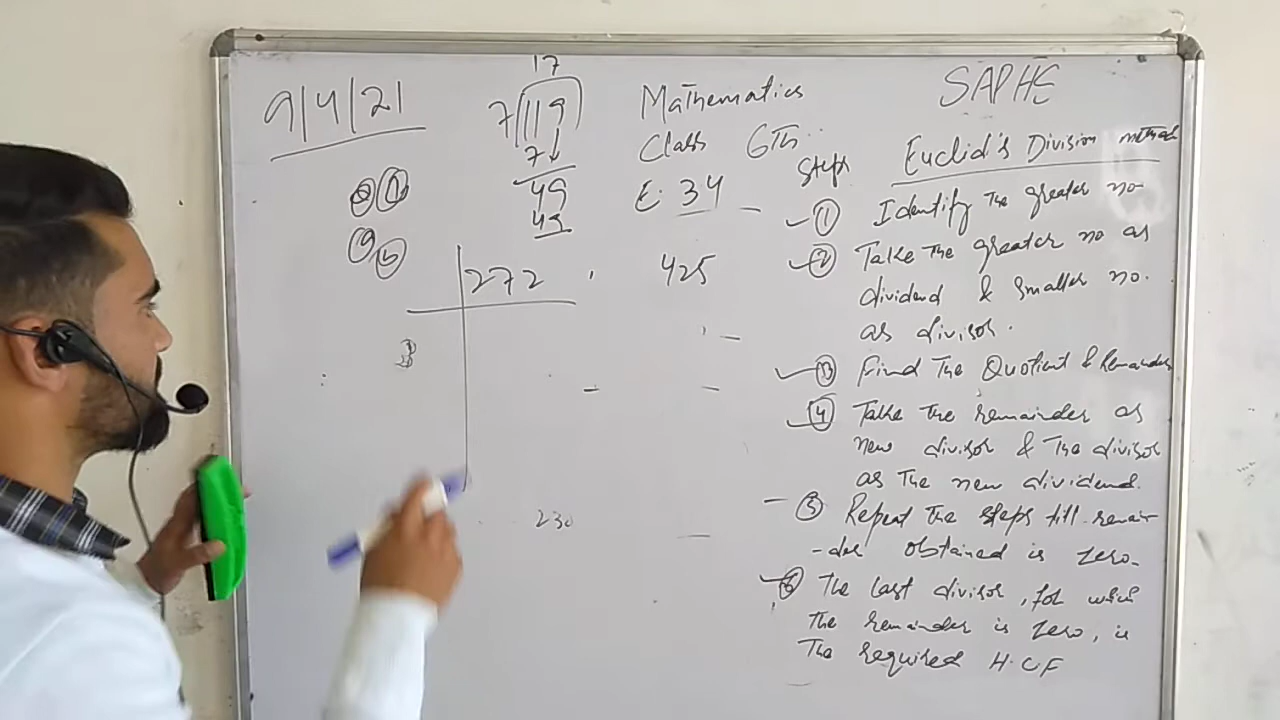 9/4/21
17
7 119
7
49
49
Mathematics
Class 6Th
E: 34
272 , 425
230
SAPHE
Steps
Euclid's Division method
① Identify The greater no
② Take The greater no as
dividend & smaller no.
as divisor.
③ Find The Quotient & Remainder
④ Take The remainder as
new divisor & The divisor
as The new dividend.
⑤ Repeat The steps till remain
-der obtained is zero.
⑥ The last divisor, for which
The remainder is zero, is
The required H.C.F